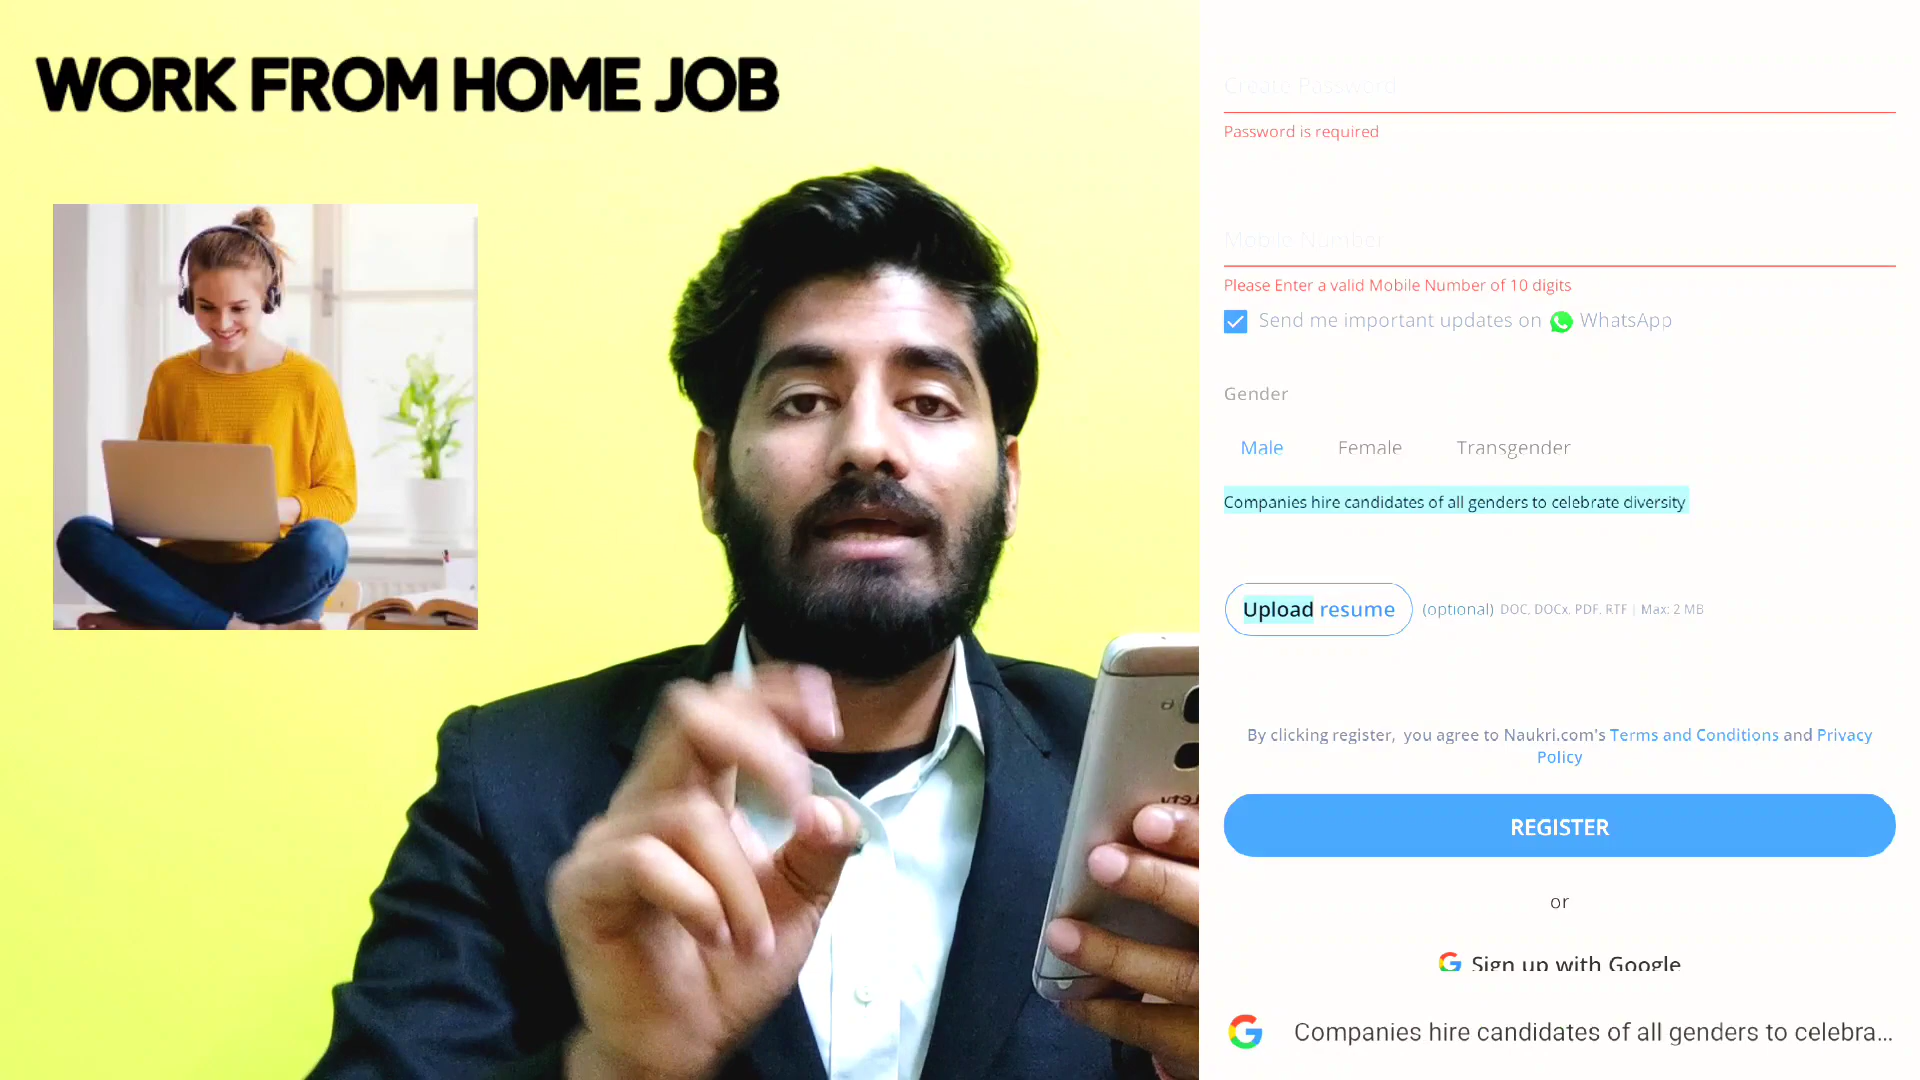 WORK FROM HOME JOB
Create Password
Password is required
Mobile Number
Please Enter a valid Mobile Number of 10 digits
Send me important updates on WhatsApp
Gender
Male Female Transgender
Companies hire candidates of all genders to celebrate diversity
Upload resume (optional) DOC, DOCx, PDF, RTF | Max: 2 MB
By clicking register, you agree to Naukri.com's Terms and Conditions and Privacy
Policy
REGISTER
or
Sign up with Google
Companies hire candidates of all genders to celebra...